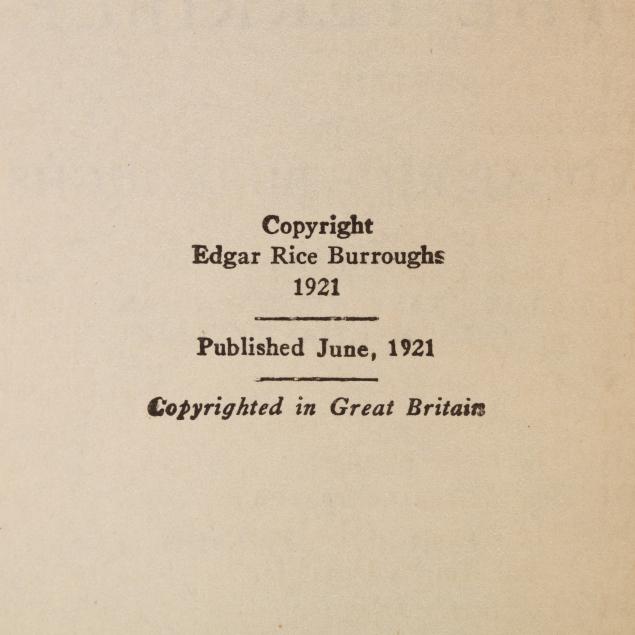 Copyright
Edgar Rice Burroughs
1921
Published June, 1921
Copyrighted in Great Britain